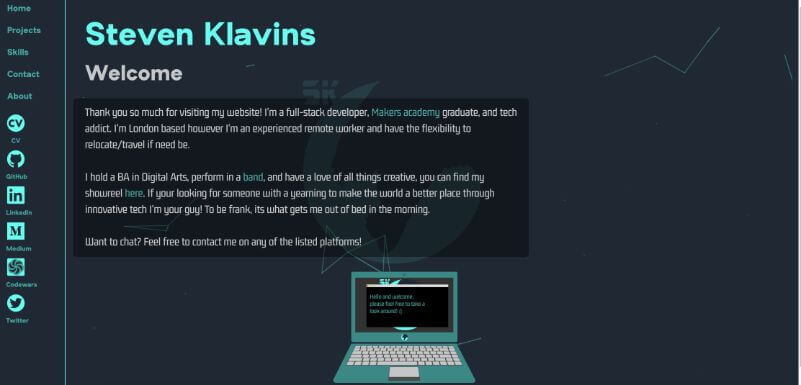 Home
Projects
Skills
Contact
About
CV
CV
GitHub
in
LinkedIn
M
Medium
Codewars
Twitter
Steven Klavins
Welcome
SK
Thank you so much for visiting my website! I'm a full-stack developer, Makers academy graduate, and tech
addict. I'm London based however I'm an experienced remote worker and have the flexibility to
relocate/travel if need be.
I hold a BA in Digital Arts, perform in a band, and have a love of all things creative, you can find my
showreel here. If your looking for someone with a yearning to make the world a better place through
innovative tech I'm your guy! To be frank, its what gets me out of bed in the morning.
Want to chat? Feel free to contact me on any of the listed platforms!
Hello and welcome,
please feel free to take a
look around! :)